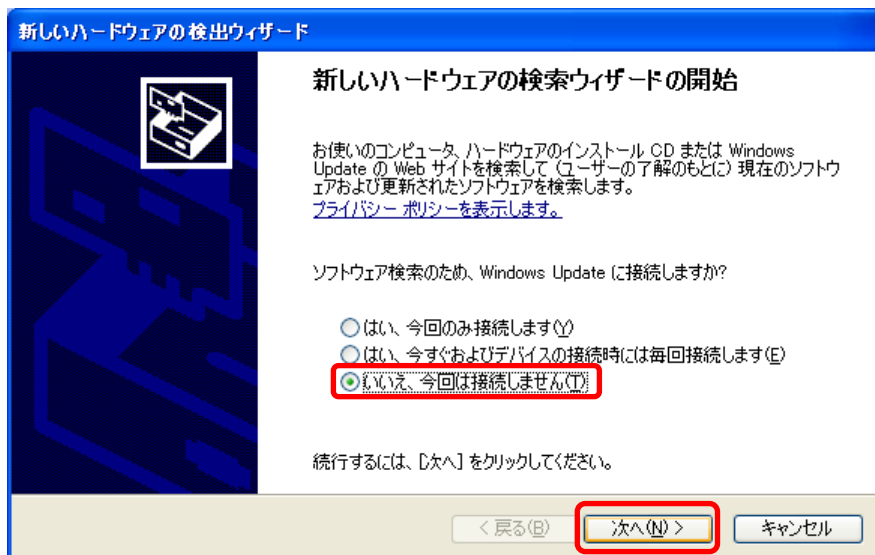 新しいハードウェアの検出ウィザード
新しいハードウェアの検索ウィザードの開始
お使いのコンピュータ、ハードウェアのインストール CD または Windows
Update の Web サイトを検索して (ユーザーの了解のもとに) 現在のソフトウ
ェアおよび更新されたソフトウェアを検索します。
プライバシー ポリシーを表示します。
ソフトウェア検索のため、Windows Update に接続しますか?
はい、今回のみ接続します(Y)
はい、今すぐおよびデバイスの接続時には毎回接続します(E)
いいえ、今回は接続しません(T)
続行するには、[次へ] をクリックしてください。
< 戻る(B) 次へ(N) > キャンセル